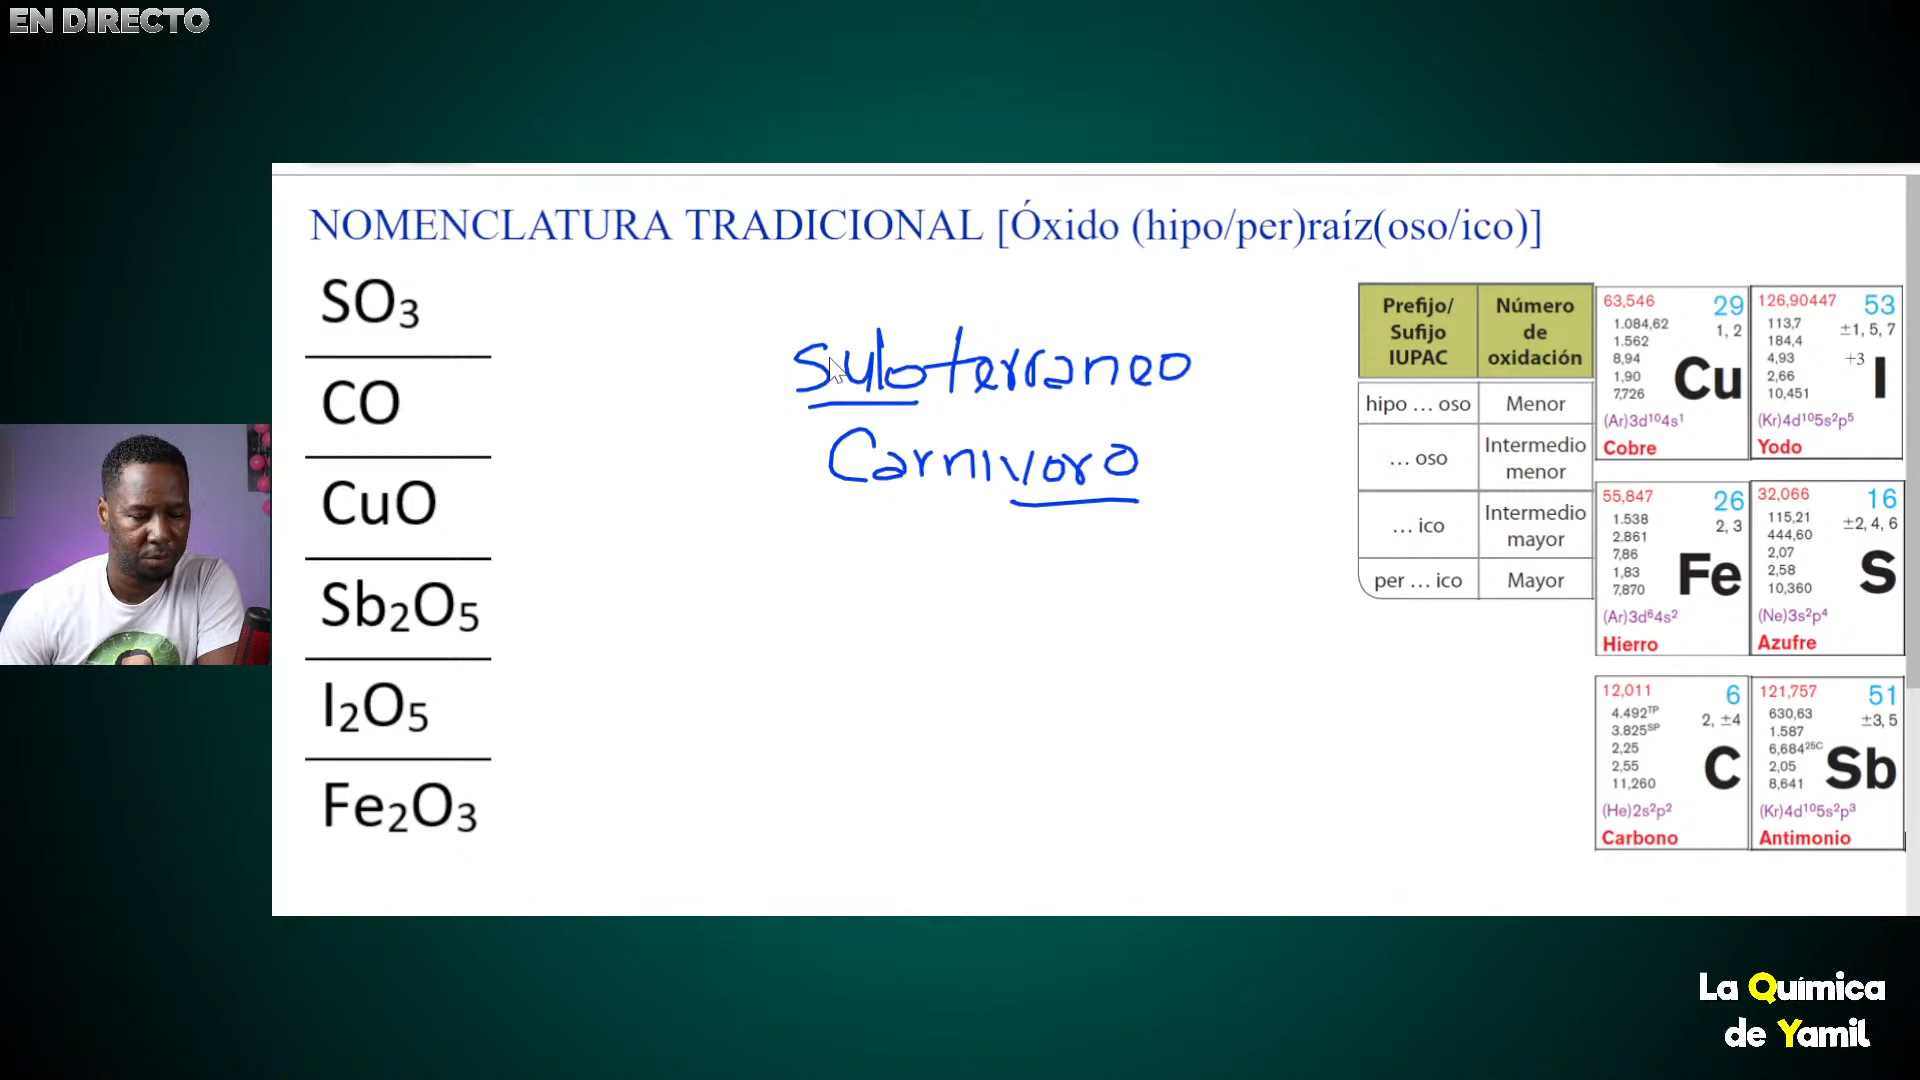 EN DIRECTO
NOMENCLATURA TRADICIONAL [Óxido (hipo/per)raíz(oso/ico)]
SO₃
CO
CuO
Sb₂O₅
I₂O₅
Fe₂O₃
Subterraneo
Carnivoro
Prefijo/ Número
Sufijo de
IUPAC oxidación
hipo ... oso Menor
... oso Intermedio menor
... ico Intermedio mayor
per ... ico Mayor
63,546 29
1.084,62 1, 2
1.562
8,94
1,90
7,726
Cu
(Ar)3d¹⁰4s¹
Cobre
126,90447 53
113,7 ±1, 5, 7
184,4
4,93 +3
2,66
10,451
I
(Kr)4d¹⁰5s²p⁵
Yodo
55,847 26
1.538 2, 3
2.861
7,86
1,83
7,870
Fe
(Ar)3d⁶4s²
Hierro
32,066 16
115,21 ±2, 4, 6
444,60
2,07
2,58
10,360
S
(Ne)3s²p⁴
Azufre
12,011 6
4.492ᵀᴾ 2, ±4
3.825ˢᴾ
2,25
2,55
11,260
C
(He)2s²p²
Carbono
121,757 51
630,63 ±3, 5
1.587
6,684²⁵ᶜ
2,05
8,641
Sb
(Kr)4d¹⁰5s²p³
Antimonio
La Química
de Yamil